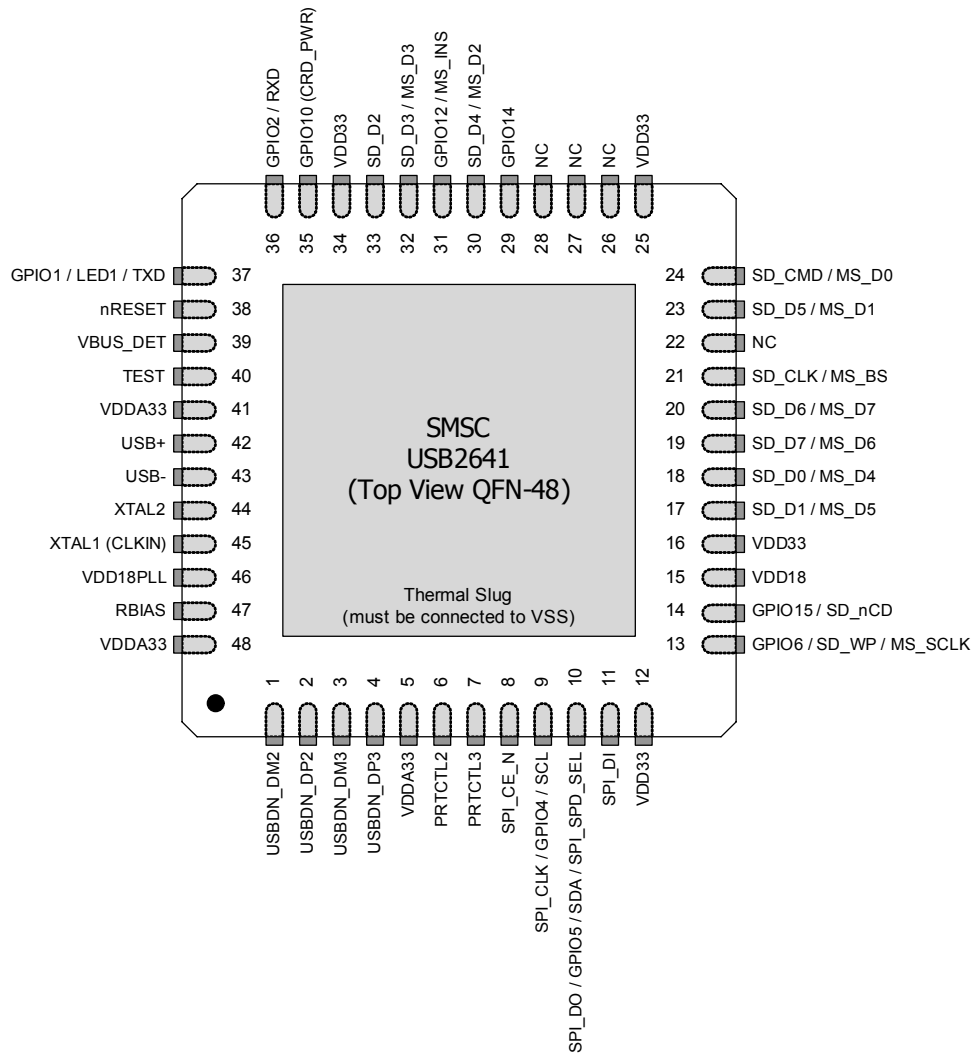 GPIO2 / RXD
GPIO10 (CRD_PWR)
VDD33
SD_D2
SD_D3 / MS_D3
GPIO12 / MS_INS
SD_D4 / MS_D2
GPIO14
NC
NC
NC
VDD33
36
35
34
33
32
31
30
29
28
27
26
25
GPIO1 / LED1 / TXD 37
nRESET 38
VBUS_DET 39
TEST 40
VDDA33 41
USB+ 42
USB- 43
XTAL2 44
XTAL1 (CLKIN) 45
VDD18PLL 46
RBIAS 47
VDDA33 48
SMSC
USB2641
(Top View QFN-48)
Thermal Slug
(must be connected to VSS)
24 SD_CMD / MS_D0
23 SD_D5 / MS_D1
22 NC
21 SD_CLK / MS_BS
20 SD_D6 / MS_D7
19 SD_D7 / MS_D6
18 SD_D0 / MS_D4
17 SD_D1 / MS_D5
16 VDD33
15 VDD18
14 GPIO15 / SD_nCD
13 GPIO6 / SD_WP / MS_SCLK
1
2
3
4
5
6
7
8
9
10
11
12
USBDN_DM2
USBDN_DP2
USBDN_DM3
USBDN_DP3
VDDA33
PRTCTL2
PRTCTL3
SPI_CE_N
SPI_CLK / GPIO4 / SCL
SPI_DO / GPIO5 / SDA / SPI_SPD_SEL
SPI_DI
VDD33